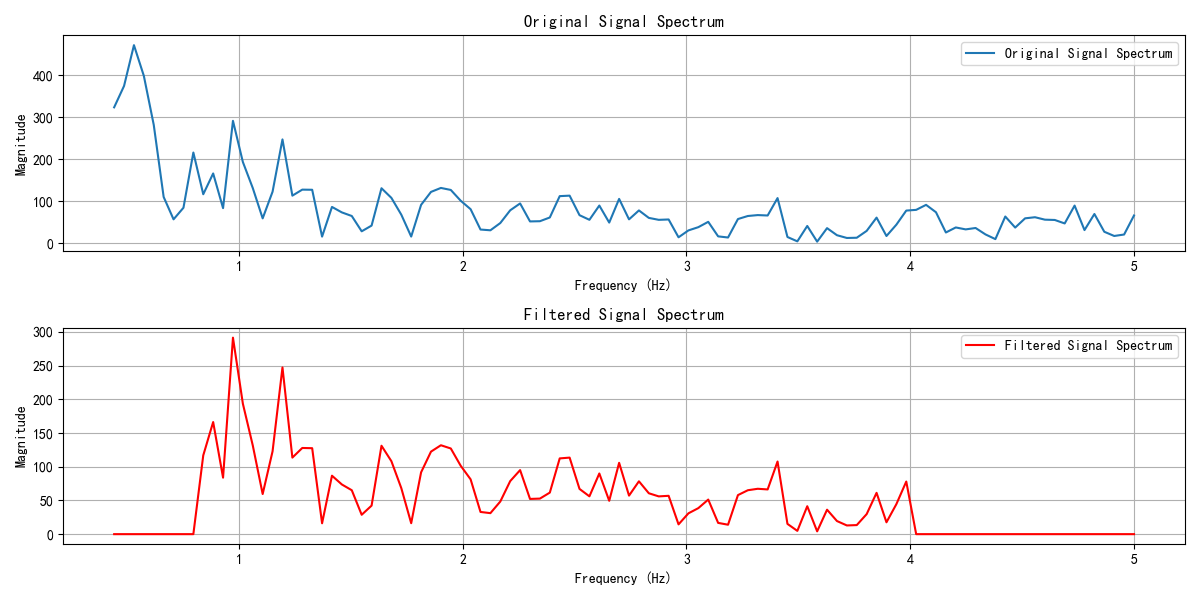 Original Signal Spectrum
Original Signal Spectrum
Magnitude
400
300
200
100
0
1
2
3
4
5
Frequency (Hz)
Filtered Signal Spectrum
Filtered Signal Spectrum
Magnitude
300
250
200
150
100
50
0
1
2
3
4
5
Frequency (Hz)